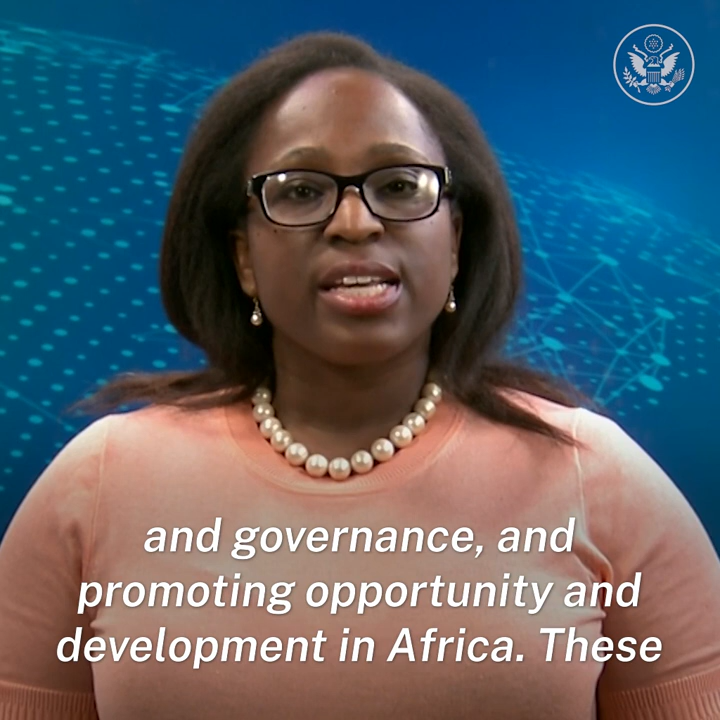 and governance, and
promoting opportunity and
development in Africa. These